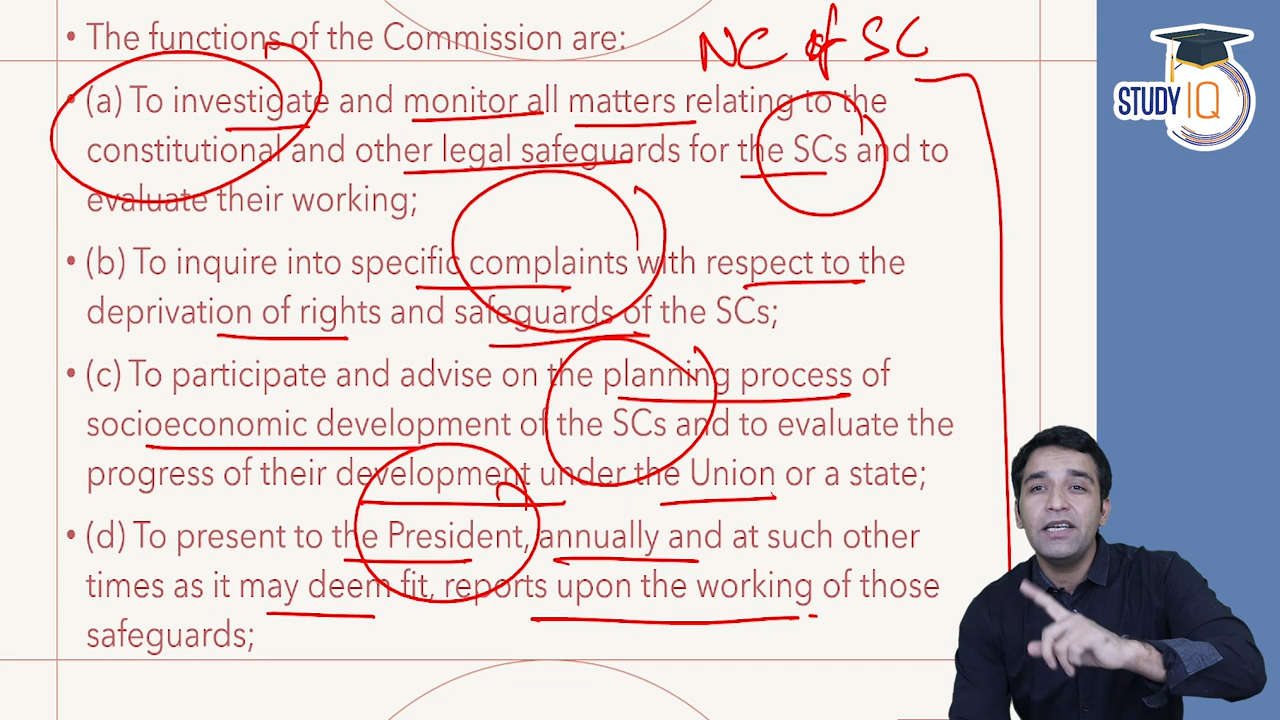 • The functions of the Commission are:
NC of SC
• (a) To investigate and monitor all matters relating to the
constitutional and other legal safeguards for the SCs and to
evaluate their working;
• (b) To inquire into specific complaints with respect to the
deprivation of rights and safeguards of the SCs;
• (c) To participate and advise on the planning process of
socioeconomic development of the SCs and to evaluate the
progress of their development under the Union or a state;
• (d) To present to the President, annually and at such other
times as it may deem fit, reports upon the working of those
safeguards;
STUDY IQ